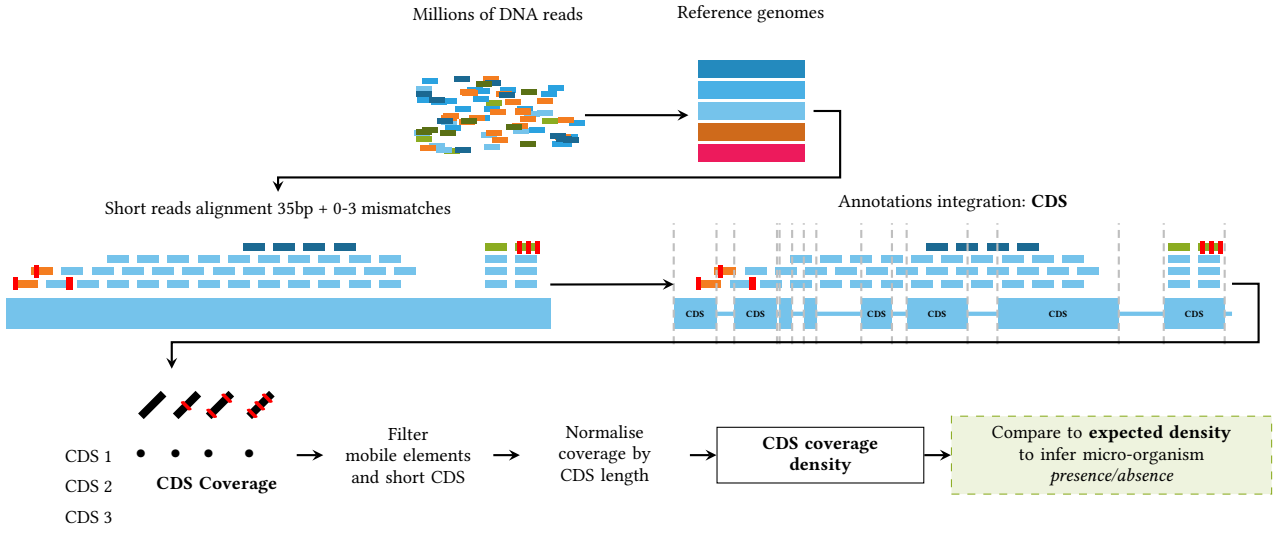 Millions of DNA reads
Reference genomes
Short reads alignment 35bp + 0-3 mismatches
Annotations integration: CDS
CDS
CDS
CDS
CDS
CDS
CDS
CDS 1
CDS 2
CDS 3
CDS Coverage
Filter
mobile elements
and short CDS
Normalise
coverage by
CDS length
CDS coverage
density
Compare to expected density
to infer micro-organism
presence/absence